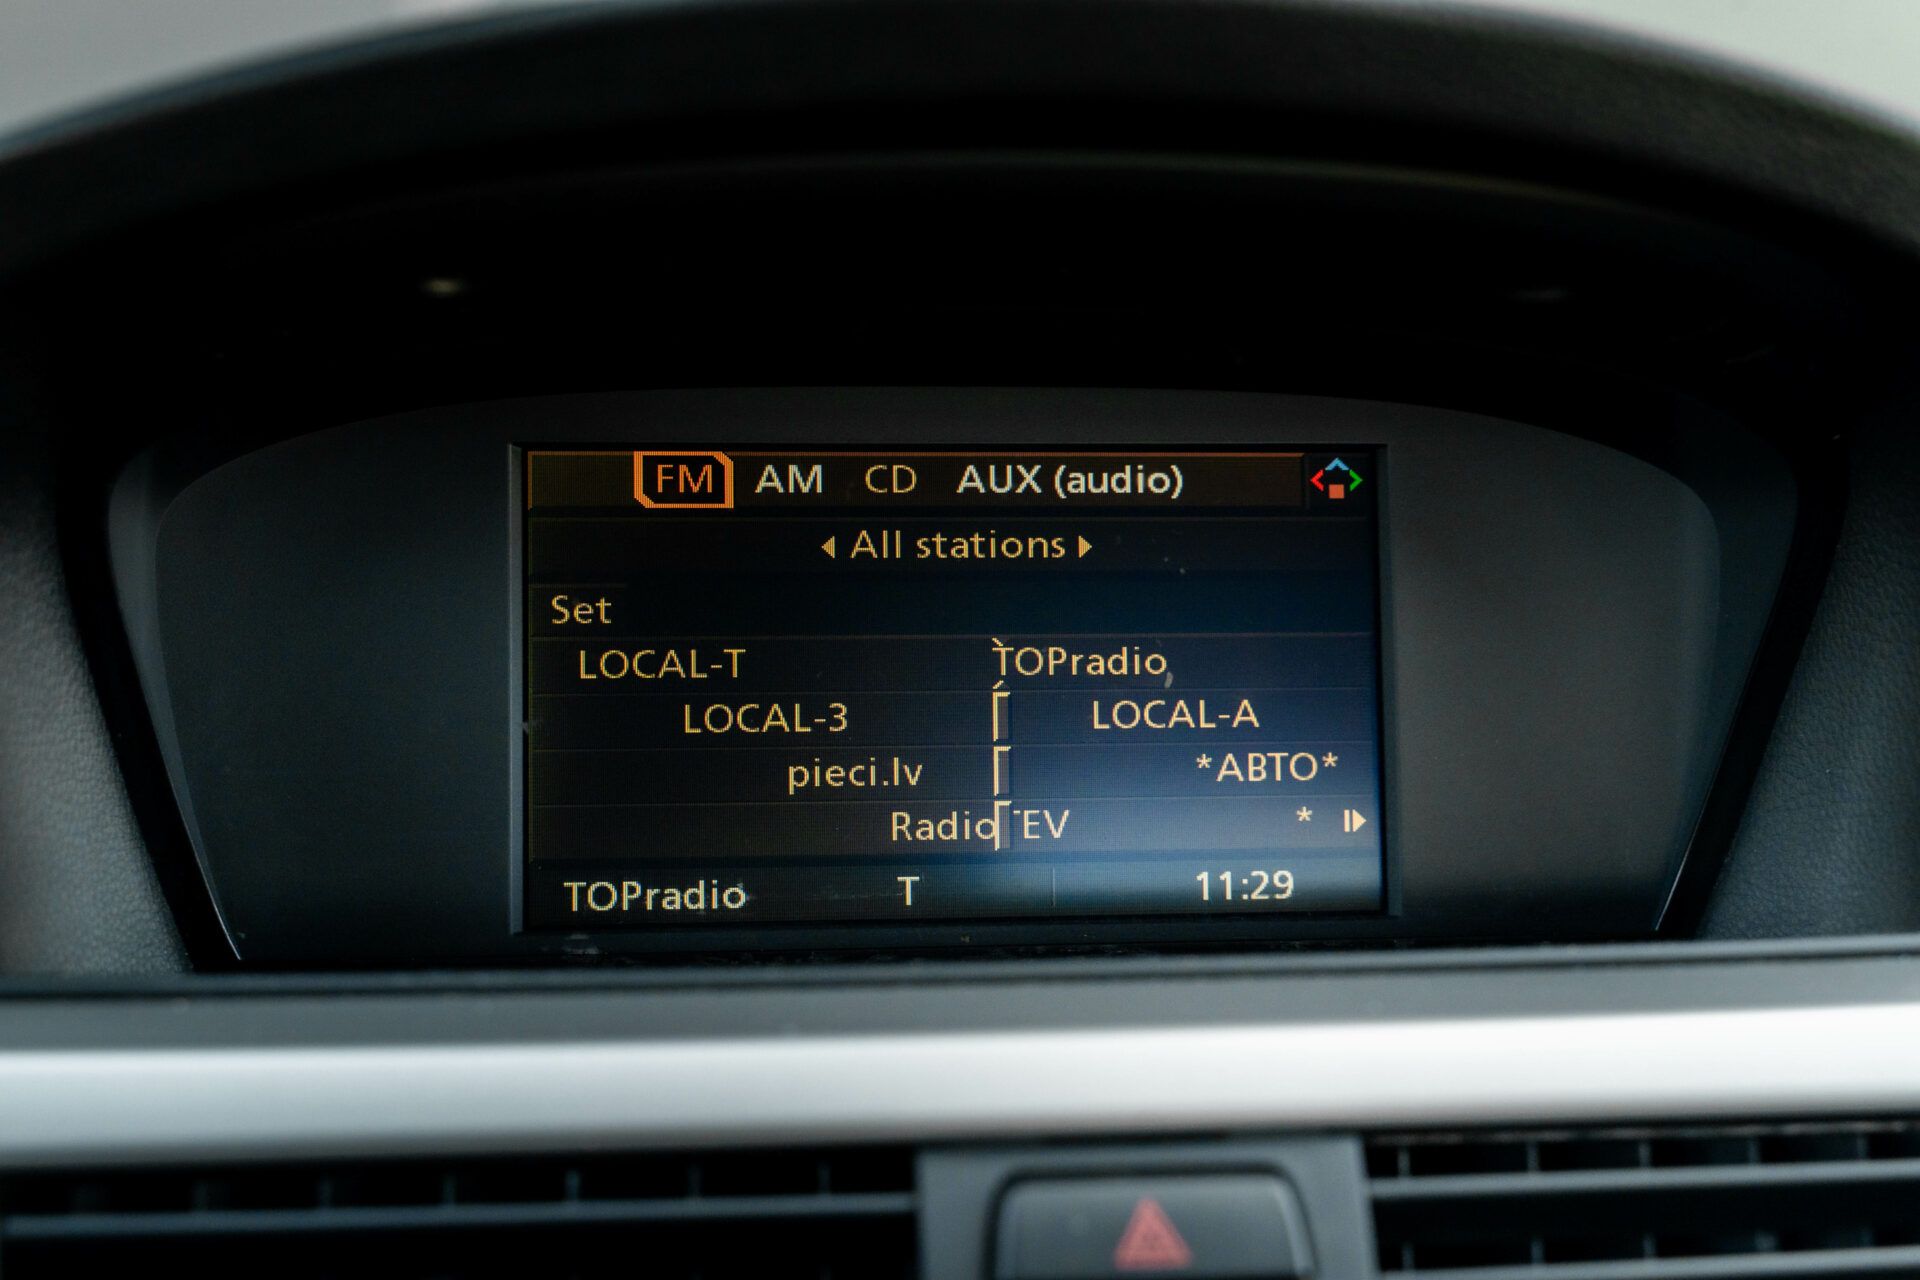 FM AM CD AUX (audio)
All stations
Set
LOCAL-T TOPradio
LOCAL-3 LOCAL-A
pieci.lv *ABTO*
Radio TEV *
TOPradio T 11:29